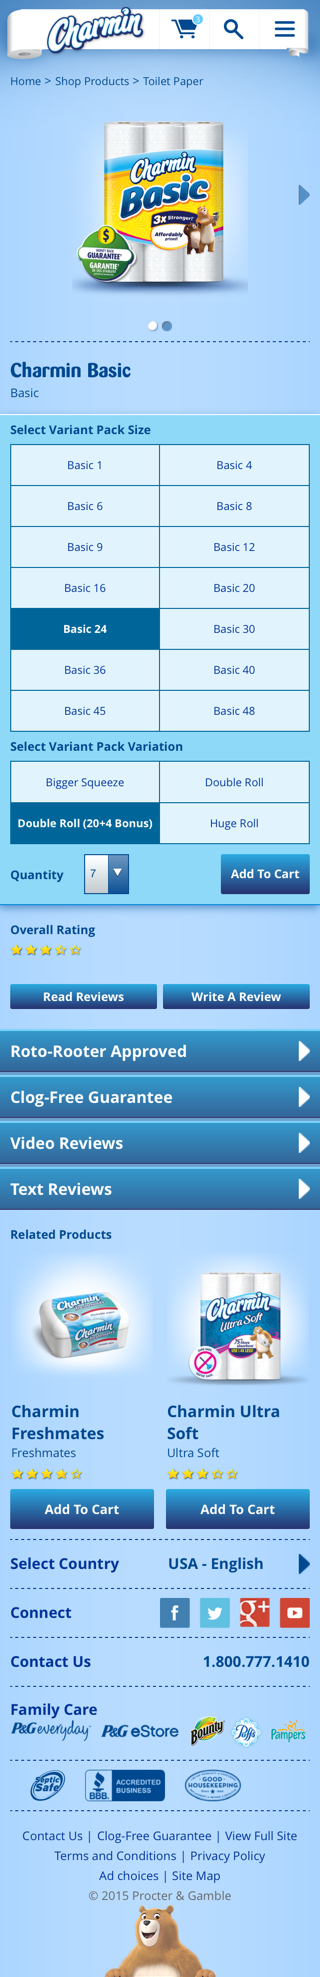 Charmin
3
Home > Shop Products > Toilet Paper
Charmin
Basic
3x Stronger*
Affordably
priced!
$
GUARANTEE
GARANTIE
Charmin Basic
Basic
Select Variant Pack Size
Basic 1
Basic 4
Basic 6
Basic 8
Basic 9
Basic 12
Basic 16
Basic 20
Basic 24
Basic 30
Basic 36
Basic 40
Basic 45
Basic 48
Select Variant Pack Variation
Bigger Squeeze
Double Roll
Double Roll (20+4 Bonus)
Huge Roll
Quantity
7
Add To Cart
Overall Rating
Read Reviews
Write A Review
Roto-Rooter Approved
Clog-Free Guarantee
Video Reviews
Text Reviews
Related Products
Charmin
Charmin
Charmin
Ultra Soft
Charmin
Freshmates
Freshmates
Charmin Ultra
Soft
Ultra Soft
Add To Cart
Add To Cart
Select Country
USA - English
Connect
f
g+
Contact Us
1.800.777.1410
Family Care
P&G everyday
P&G eStore
Bounty
Puffs
Pampers
Septic Safe
BBB.
ACCREDITED
BUSINESS
GOOD
HOUSEKEEPING
Contact Us | Clog-Free Guarantee | View Full Site
Terms and Conditions | Privacy Policy
Ad choices | Site Map
© 2015 Procter & Gamble